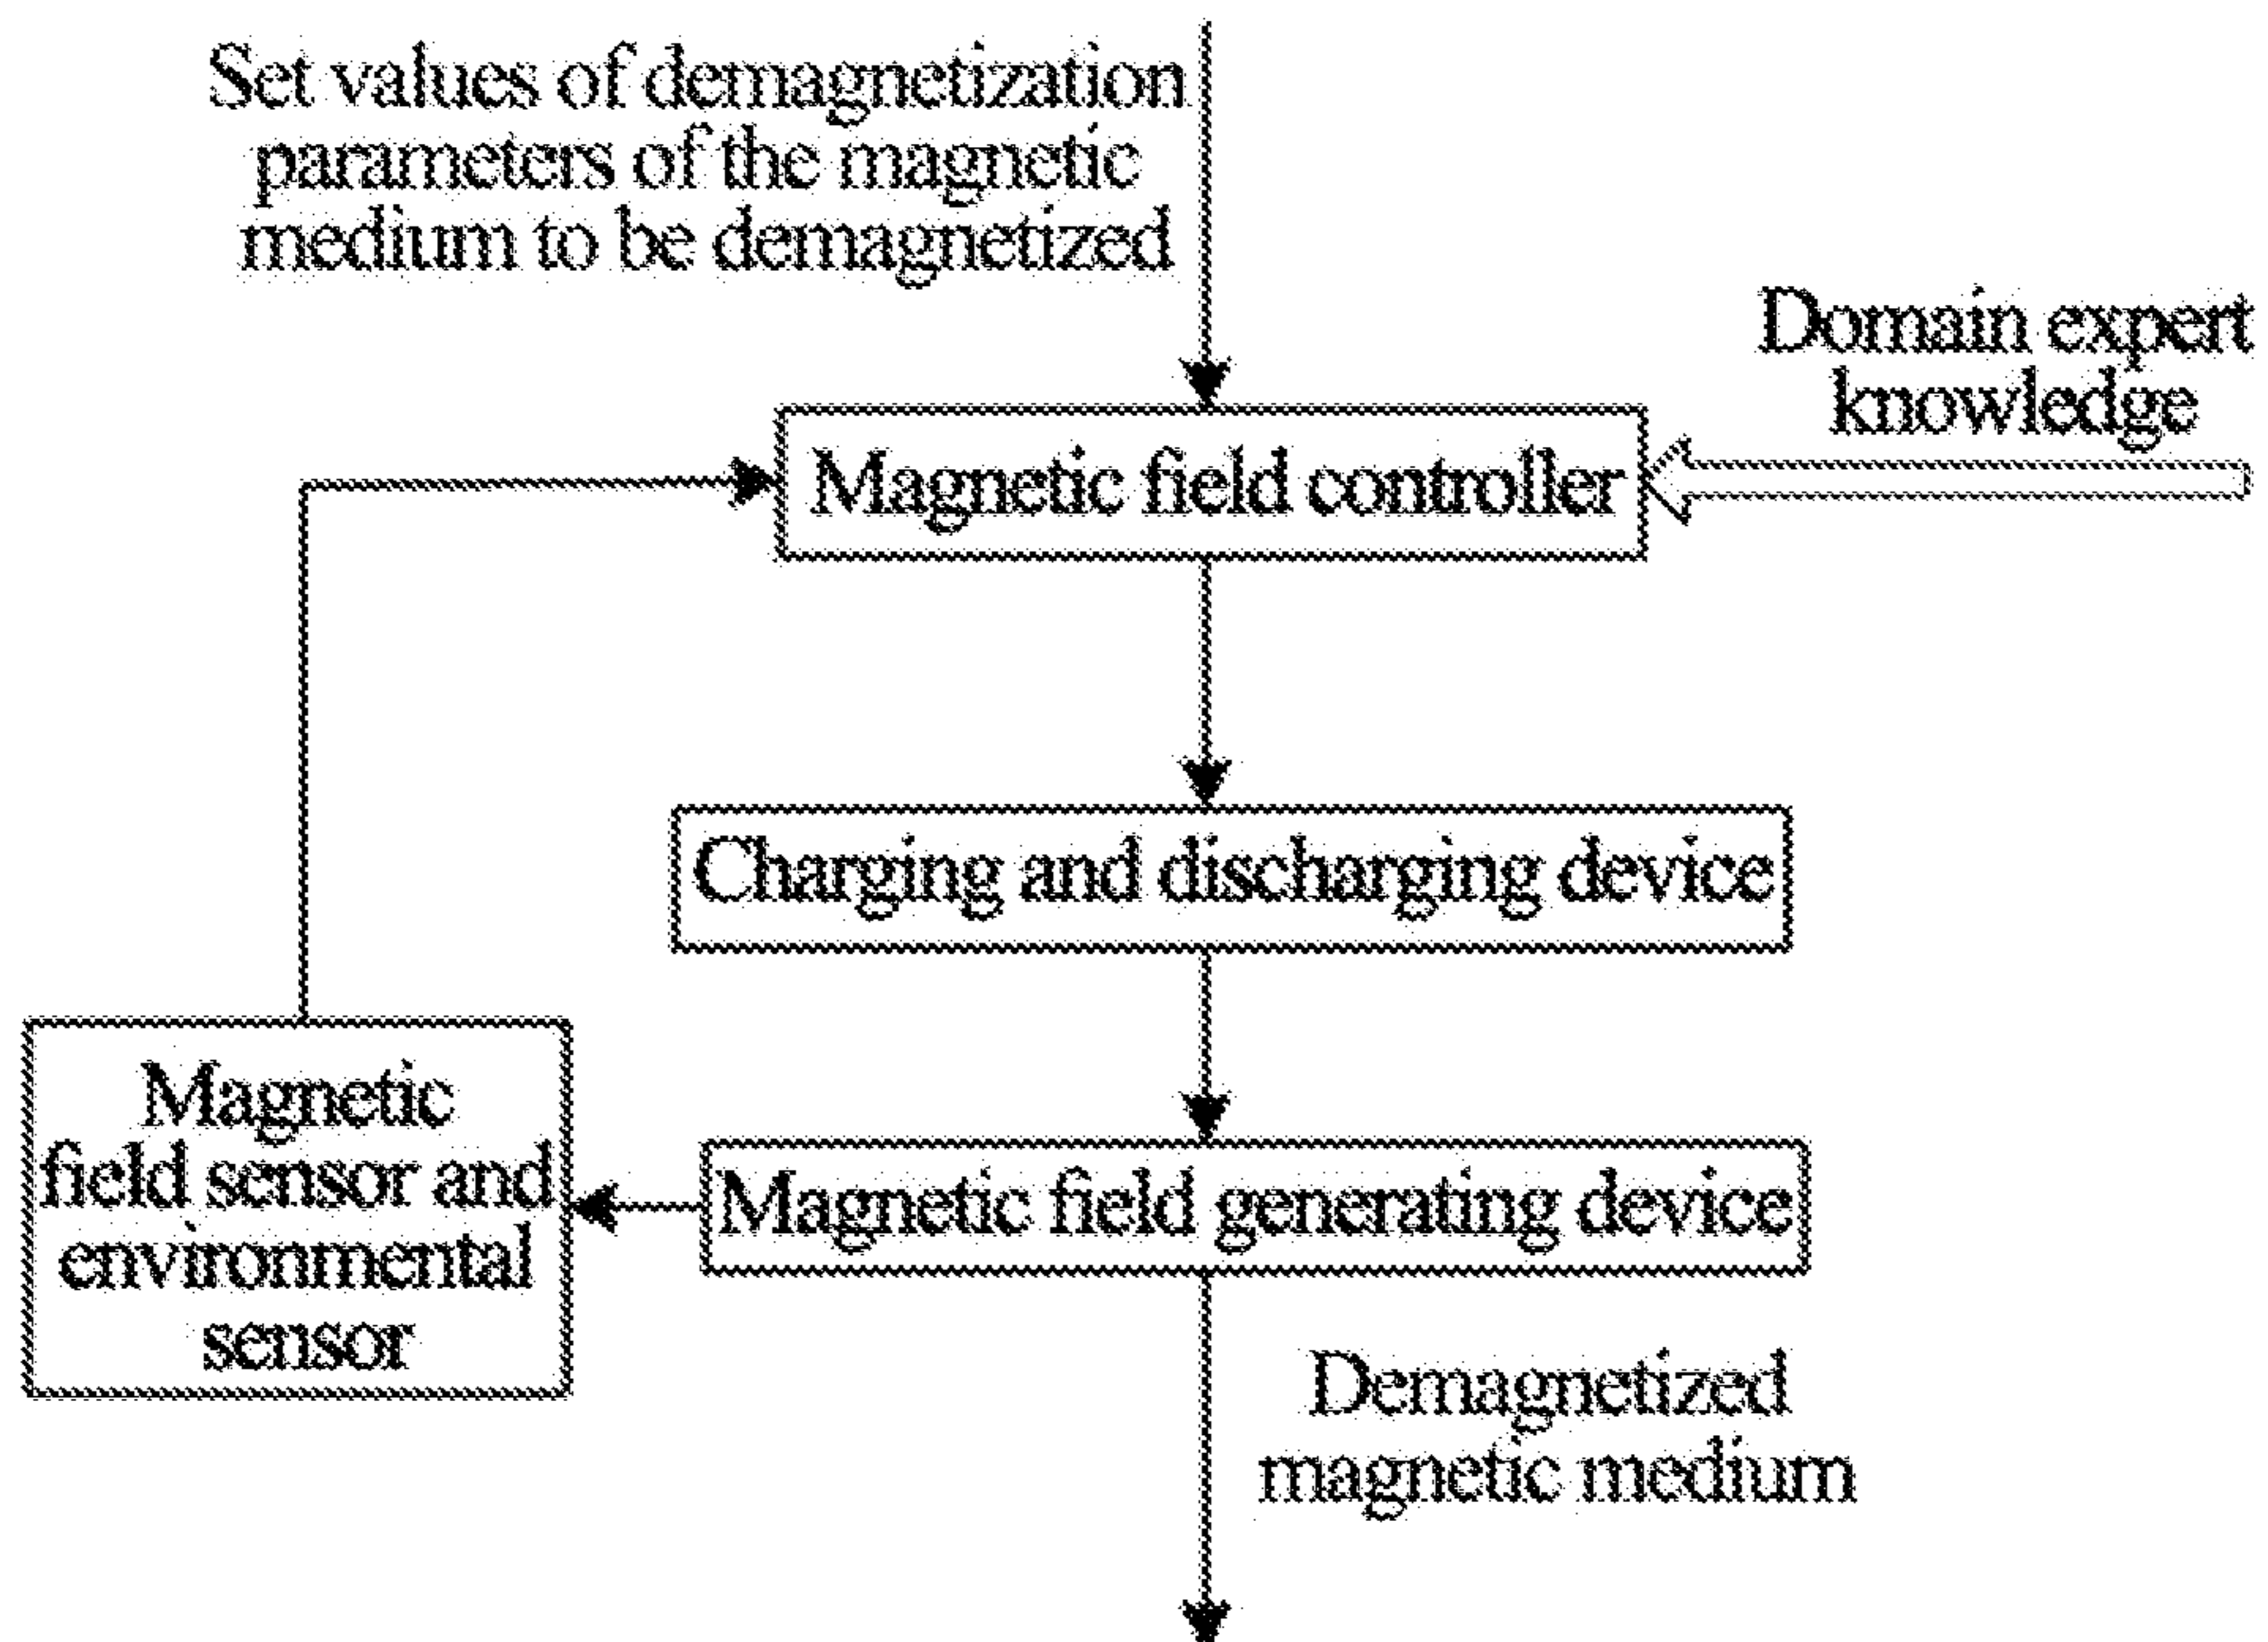 Set values of demagnetization
parameters of the magnetic
medium to be demagnetized
Domain expert
knowledge
Magnetic field controller
Charging and discharging device
Magnetic
field sensor and
environmental
sensor
Magnetic field generating device
Demagnetized
magnetic medium